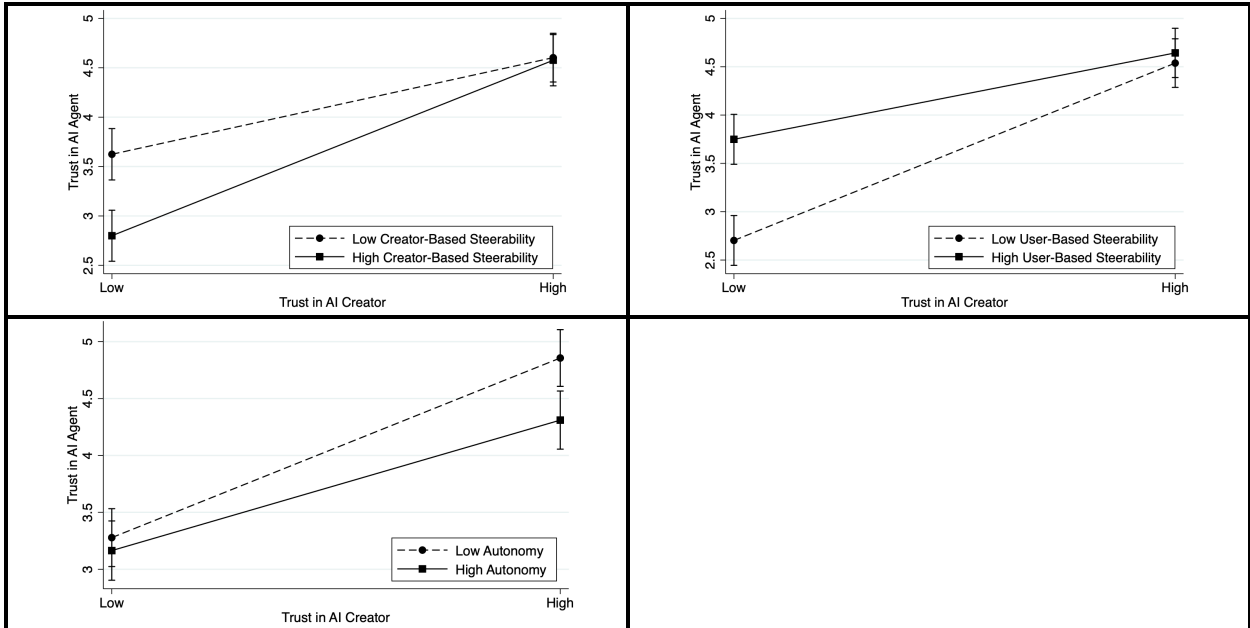 5
4.5
4
3.5
3
2.5
Trust in AI Agent
Low Creator-Based Steerability
High Creator-Based Steerability
Low
High
Trust in AI Creator
5
4.5
4
3.5
3
2.5
Trust in AI Agent
Low User-Based Steerability
High User-Based Steerability
Low
High
Trust in AI Creator
5
4.5
4
3.5
3
Trust in AI Agent
Low Autonomy
High Autonomy
Low
High
Trust in AI Creator